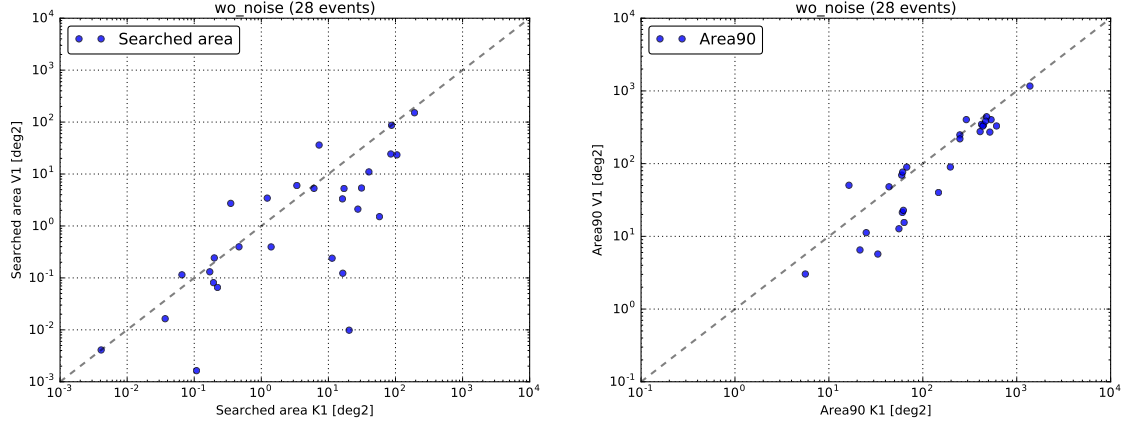 wo_noise (28 events)
Searched area
10^4
10^3
10^2
10^1
10^0
10^-1
10^-2
10^-3
Searched area V1 [deg2]
10^-3 10^-2 10^-1 10^0 10^1 10^2 10^3 10^4
Searched area K1 [deg2]
wo_noise (28 events)
Area90
10^4
10^3
10^2
10^1
10^0
10^-1
Area90 V1 [deg2]
10^-1 10^0 10^1 10^2 10^3 10^4
Area90 K1 [deg2]